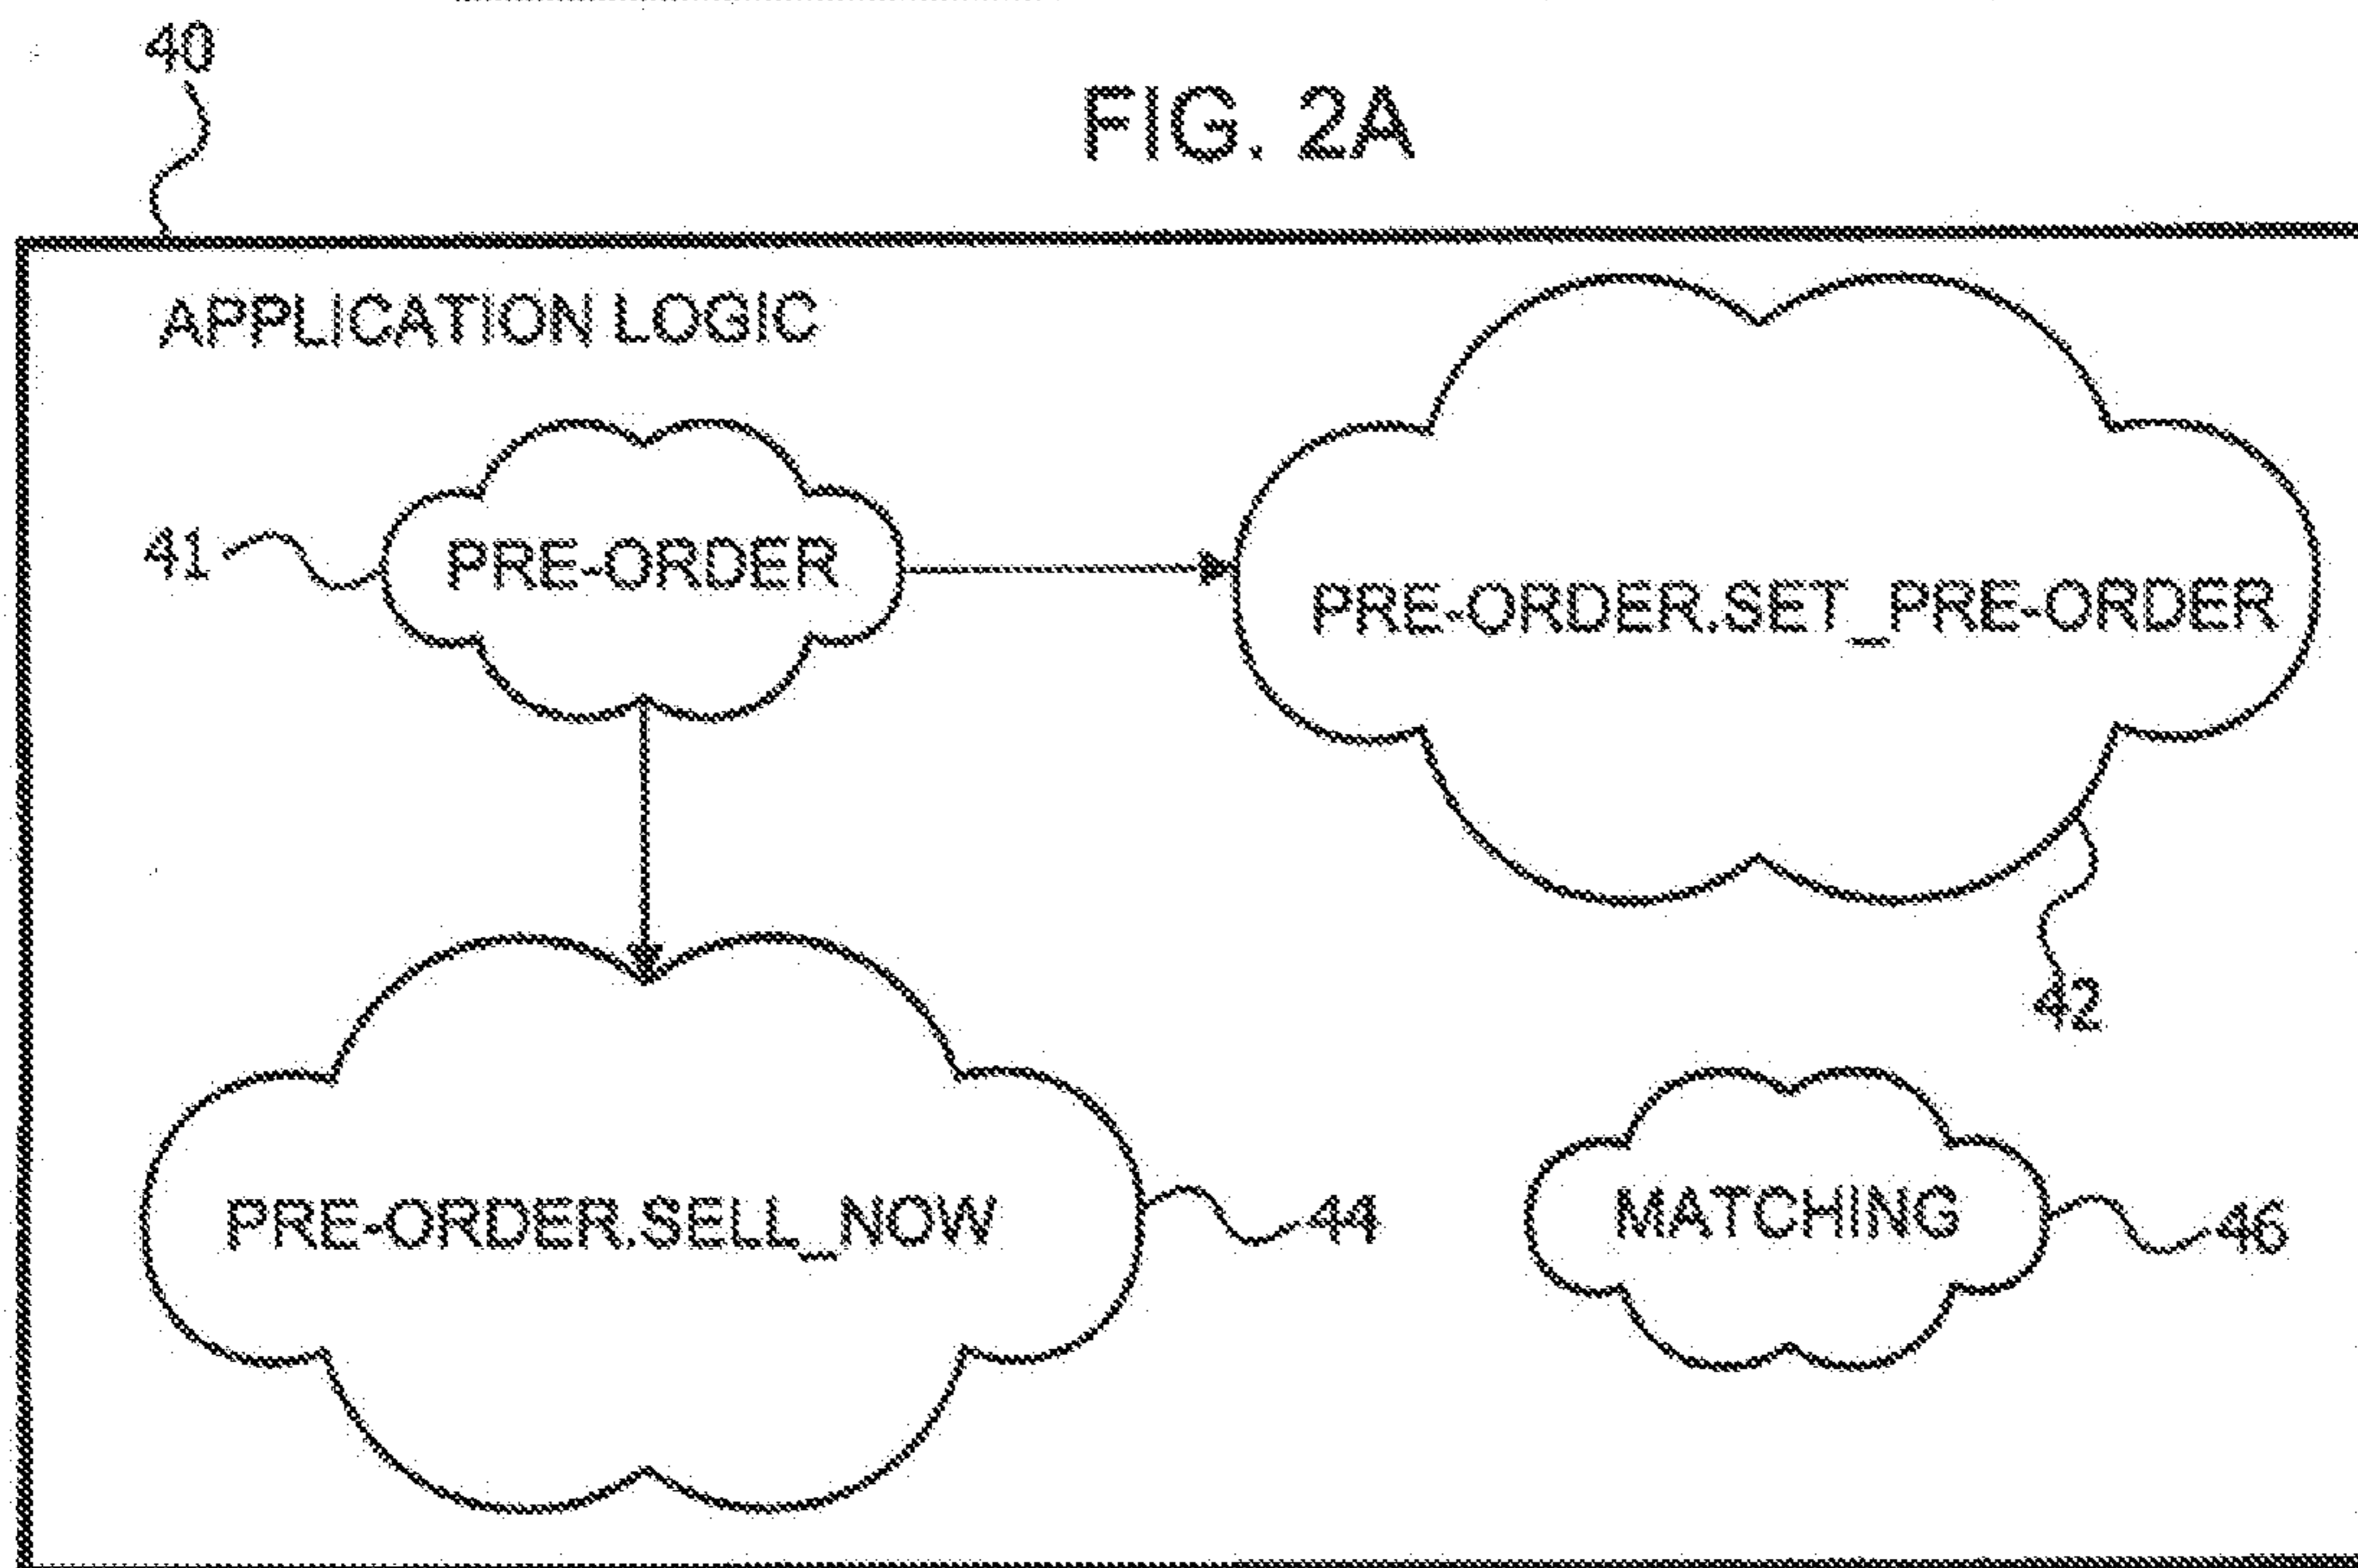 40
FIG. 2A
APPLICATION LOGIC
41
PRE-ORDER
PRE-ORDER.SET_PRE-ORDER
42
PRE-ORDER.SELL_NOW
44
MATCHING
46